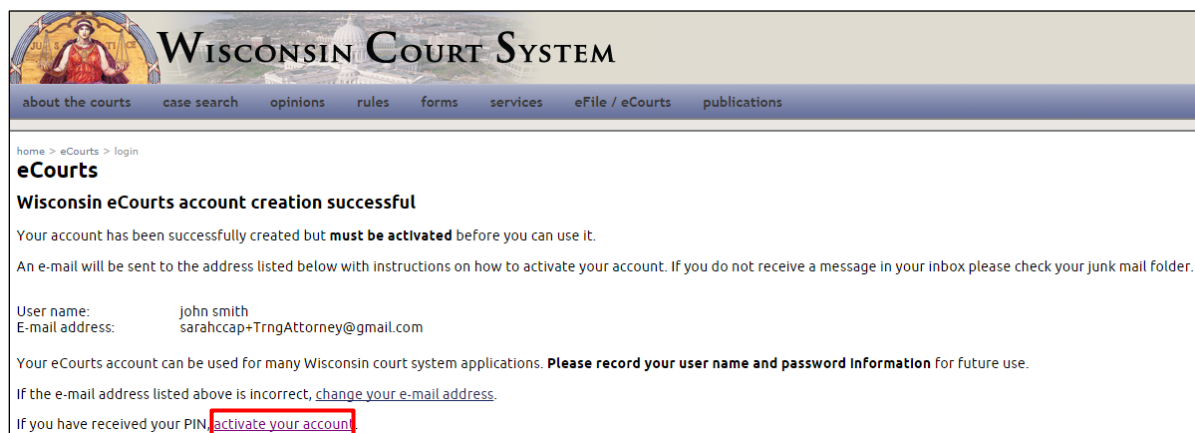 WISCONSIN COURT SYSTEM
about the courts case search opinions rules forms services eFile / eCourts publications
home > eCourts > login
eCourts
Wisconsin eCourts account creation successful
Your account has been successfully created but must be activated before you can use it.
An e-mail will be sent to the address listed below with instructions on how to activate your account. If you do not receive a message in your inbox please check your junk mail folder.
User name: john smith
E-mail address: sarahccap+TrngAttorney@gmail.com
Your eCourts account can be used for many Wisconsin court system applications. Please record your user name and password information for future use.
If the e-mail address listed above is incorrect, change your e-mail address.
If you have received your PIN, activate your account.